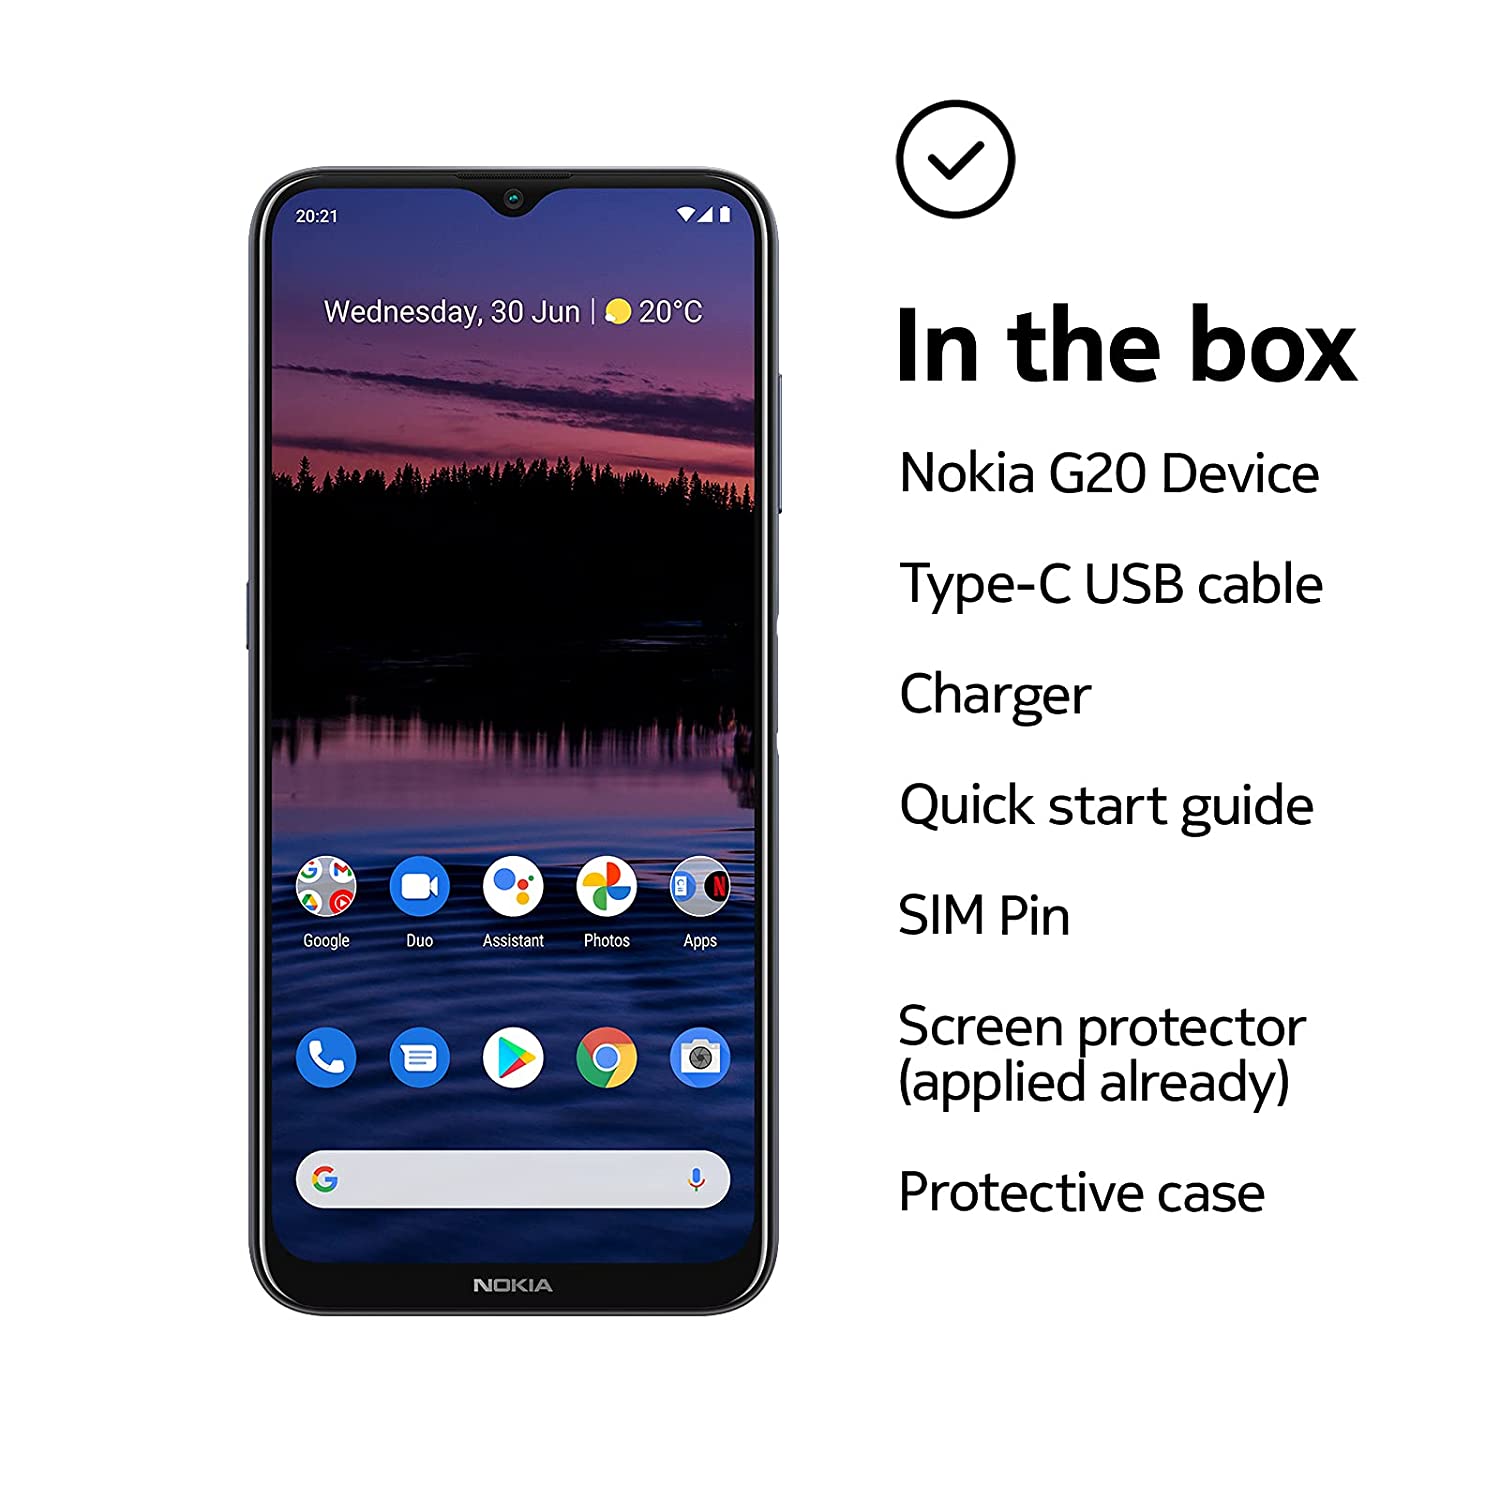 20:21
Wednesday, 30 Jun | 20°C
Google Duo Assistant Photos Apps
NOKIA
In the box
Nokia G20 Device
Type-C USB cable
Charger
Quick start guide
SIM Pin
Screen protector
(applied already)
Protective case